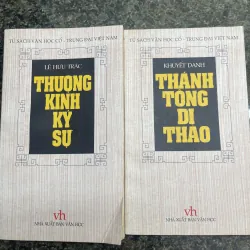 TỦ SÁCH VĂN HỌC CỔ - TRUNG ĐẠI VIỆT NAM
LÊ HỮU TRÁC
THƯỢNG
KINH
KÝ
SỰ
vh
NHÀ XUẤT BẢN VĂN HỌC
TỦ SÁCH VĂN HỌC CỔ - TRUNG ĐẠI VIỆT NAM
KHUYẾT DANH
THÁNH
TÔNG
DI
THẢO
vh
NHÀ XUẤT BẢN VĂN HỌC